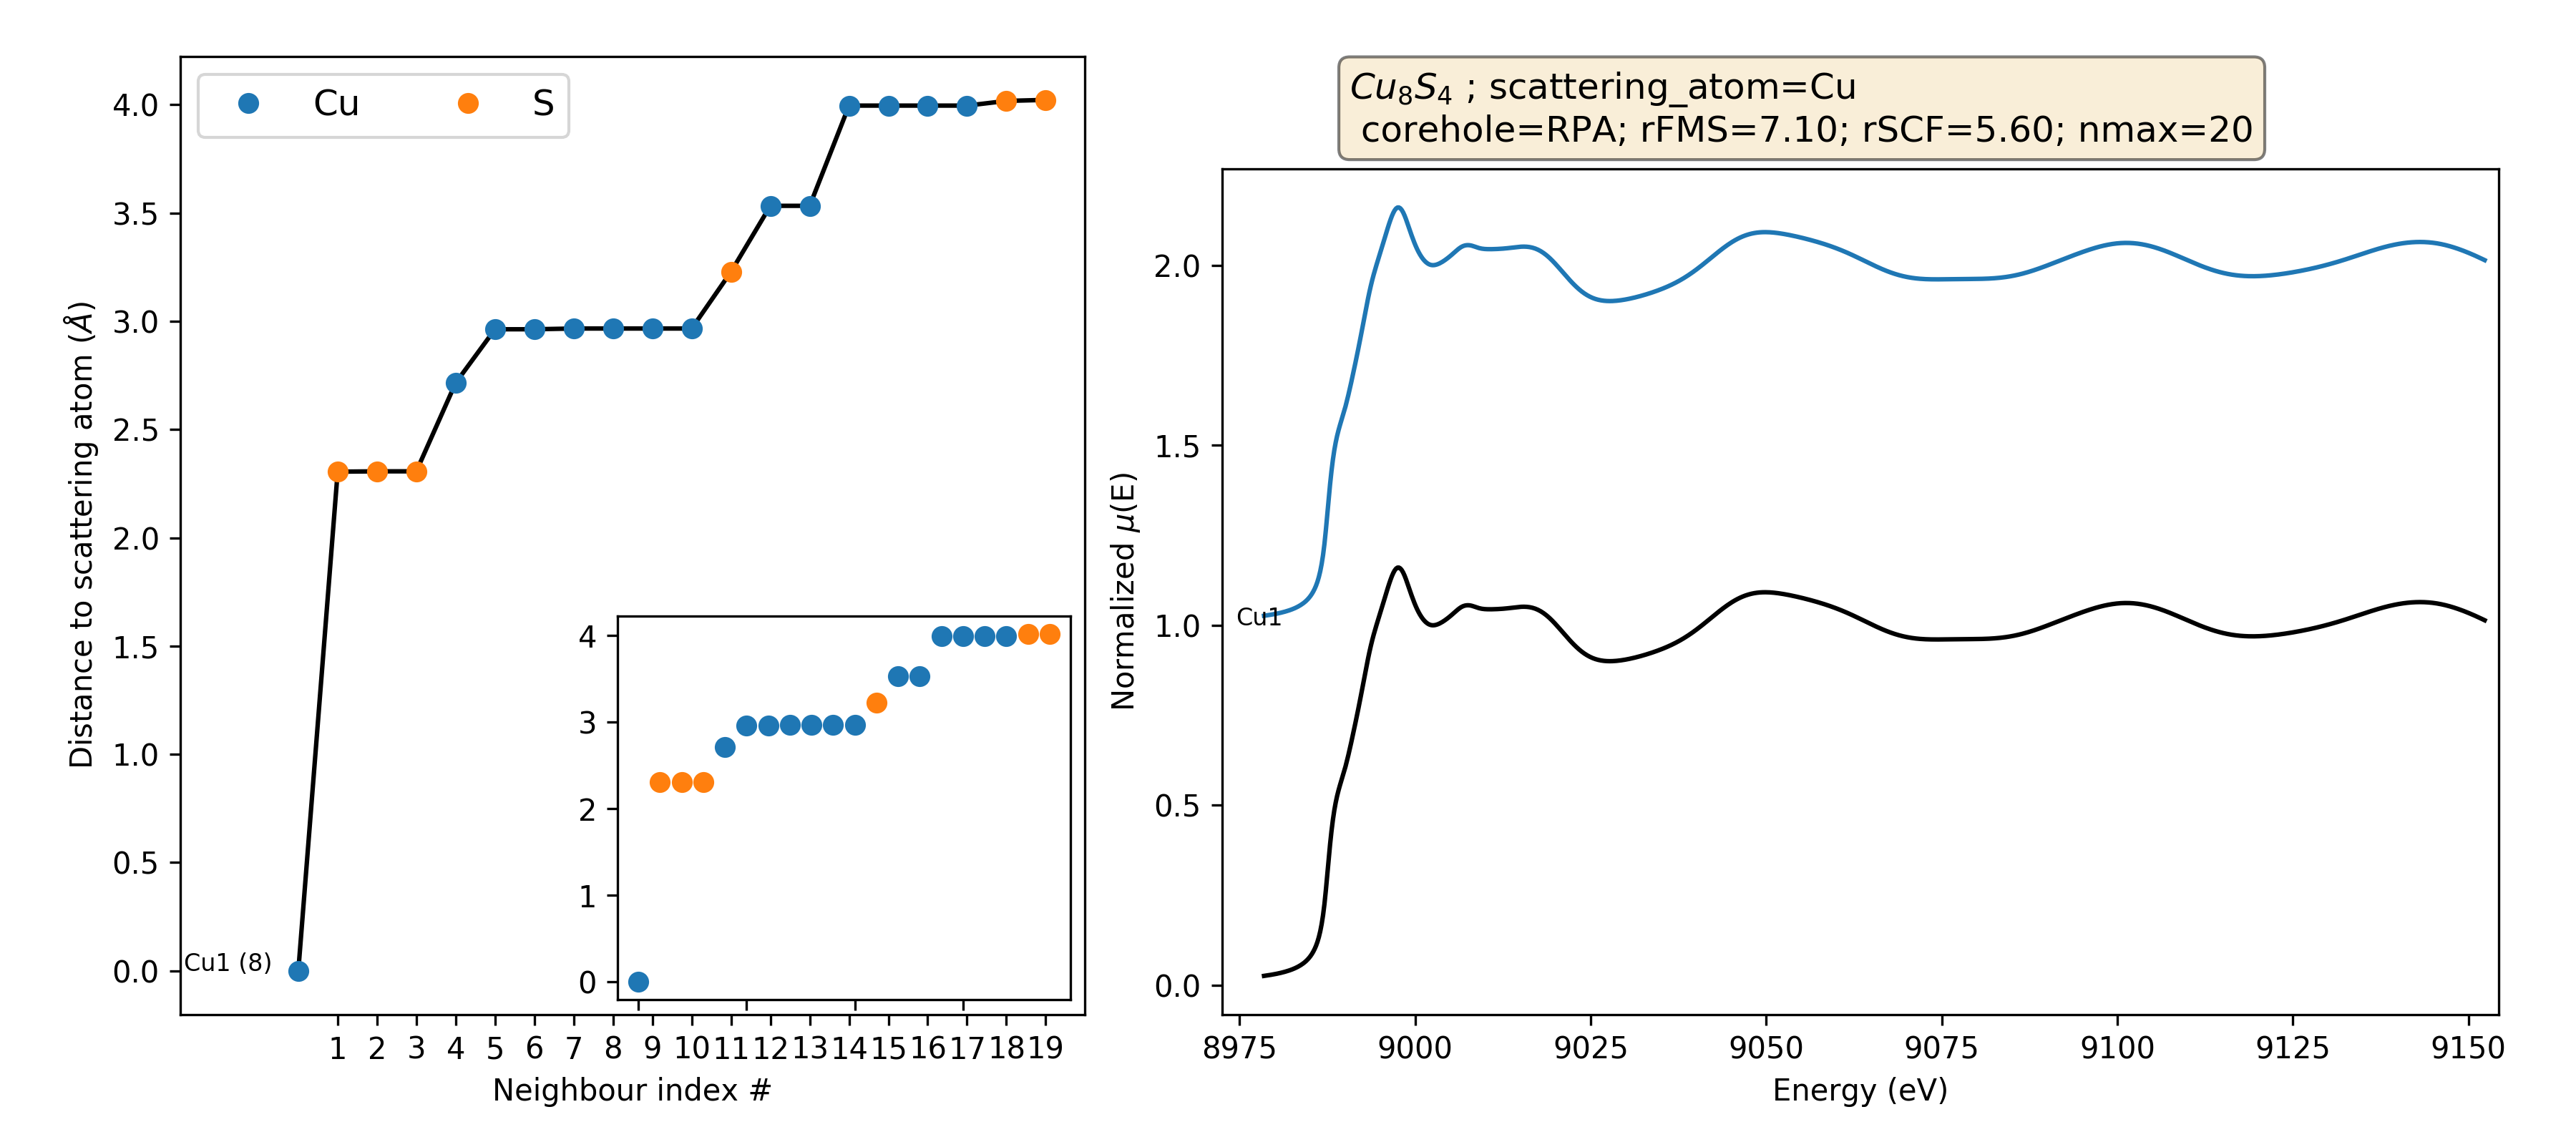 Cu S
4.0
3.5
3.0
2.5
2.0
1.5
1.0
0.5
0.0
Distance to scattering atom (Å)
Cu1 (8)
4
3
2
1
0
1 2 3 4 5 6 7 8 9 10 11 12 13 14 15 16 17 18 19
Neighbour index #
Cu₈S₄ ; scattering_atom=Cu
corehole=RPA; rFMS=7.10; rSCF=5.60; nmax=20
2.0
1.5
1.0
0.5
0.0
Normalized μ(E)
Cu1
8975 9000 9025 9050 9075 9100 9125 9150
Energy (eV)